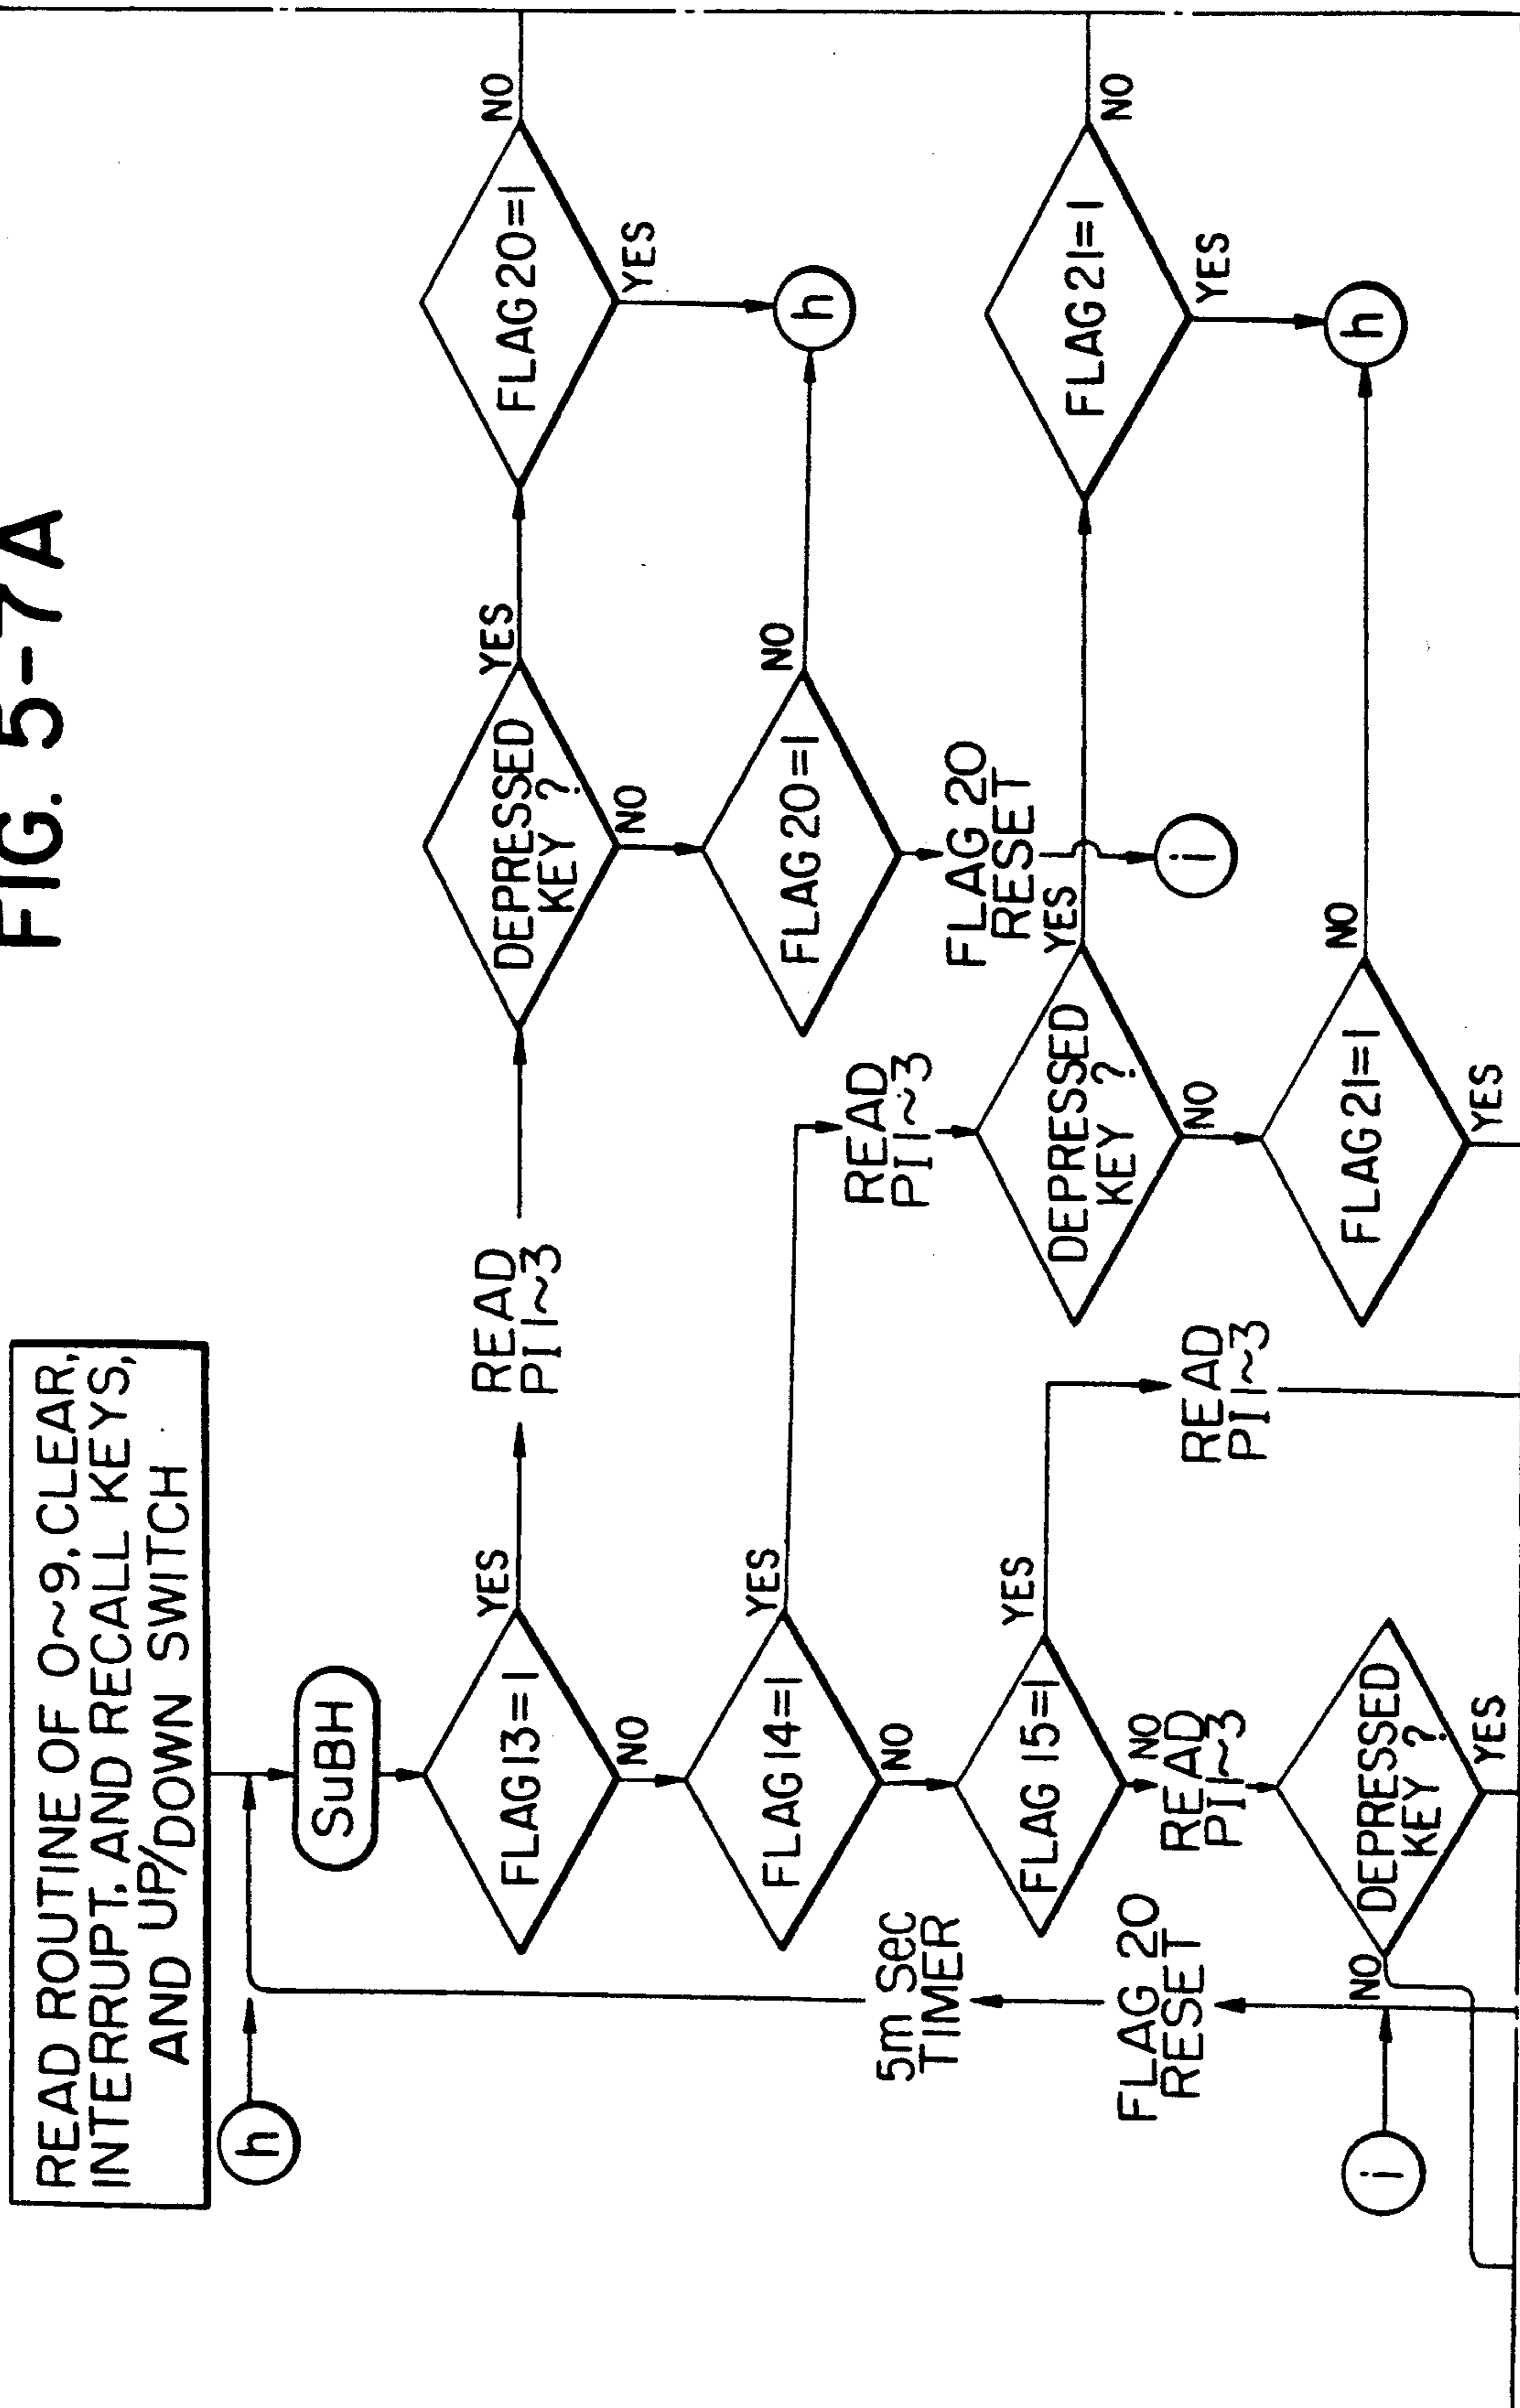 FIG. 5-7A
READ ROUTINE OF 0~9, CLEAR,
INTERRUPT, AND RECALL KEYS,
AND UP/DOWN SWITCH
h
SuBH
FLAG 13=1
YES
NO
READ
PI 1~3
DEPRESSED
KEY ?
YES
NO
FLAG 20=1
NO
YES
h
FLAG 20=1
NO
FLAG 20
RESET
i
FLAG 14=1
YES
NO
READ
PI 1~3
DEPRESSED
KEY ?
YES
NO
FLAG 21=1
NO
YES
h
FLAG 21=1
NO
YES
5m Sec
TIMER
FLAG 15=1
YES
NO
READ
PI 1~3
READ
PI 1~3
FLAG 20
RESET
DEPRESSED
KEY ?
NO
YES
i